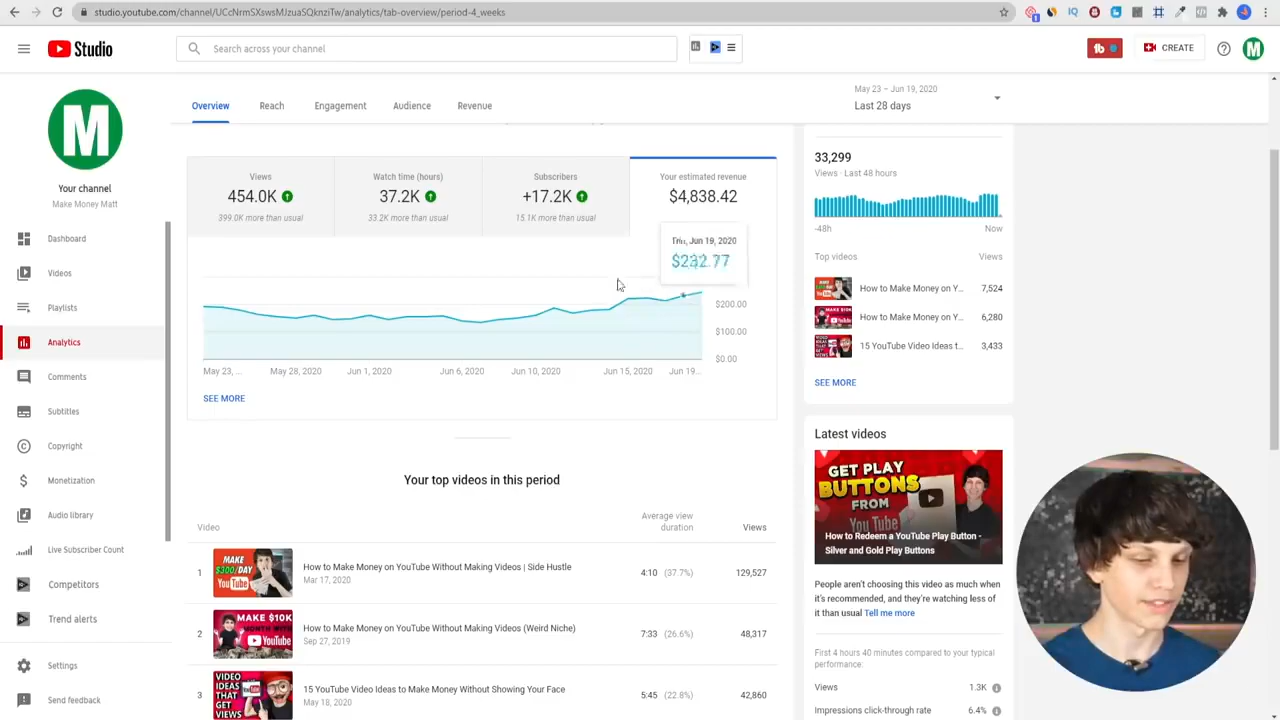 studio.youtube.com/channel/UCcNrmSXswsMJzuaSQknziTw/analytics/tab-overview/period-4_weeks
Studio
Search across your channel
CREATE
M
Your channel
Make Money Matt
Dashboard
Videos
Playlists
Analytics
Comments
Subtitles
Copyright
Monetization
Audio library
Live Subscriber Count
Competitors
Trend alerts
Settings
Send feedback
Overview
Reach
Engagement
Audience
Revenue
May 23 – Jun 19, 2020
Last 28 days
Views
454.0K
399.0K more than usual
Watch time (hours)
37.2K
33.2K more than usual
Subscribers
+17.2K
15.1K more than usual
Your estimated revenue
$4,838.42
Jun 19, 2020
$200.00
$100.00
$0.00
May 23, ...
May 28, 2020
Jun 1, 2020
Jun 6, 2020
Jun 10, 2020
Jun 15, 2020
Jun 19...
SEE MORE
Your top videos in this period
Video
Average view
duration
Views
1
MAKE
$300/DAY
YouTube
How to Make Money on YouTube Without Making Videos | Side Hustle
Mar 17, 2020
4:10 (37.7%)
129,527
2
MAKE $10K
YouTube
How to Make Money on YouTube Without Making Videos (Weird Niche)
Sep 27, 2019
7:33 (26.6%)
48,317
3
VIDEO
IDEAS
THAT GET
VIEWS
15 YouTube Video Ideas to Make Money Without Showing Your Face
May 18, 2020
5:45 (22.8%)
42,860
33,299
Views · Last 48 hours
-48h
Now
Top videos
Views
How to Make Money on Y...
7,524
How to Make Money on Y...
6,280
15 YouTube Video Ideas t...
3,433
SEE MORE
Latest videos
GET PLAY
BUTTONS
FROM
YouTube
How to Redeem a YouTube Play Button -
Silver and Gold Play Buttons
People aren't choosing this video as much when
it's recommended, and they're watching less of
it than usual Tell me more
First 4 hours 40 minutes compared to your typical
performance:
Views
1.3K
Impressions click-through rate
6.4%